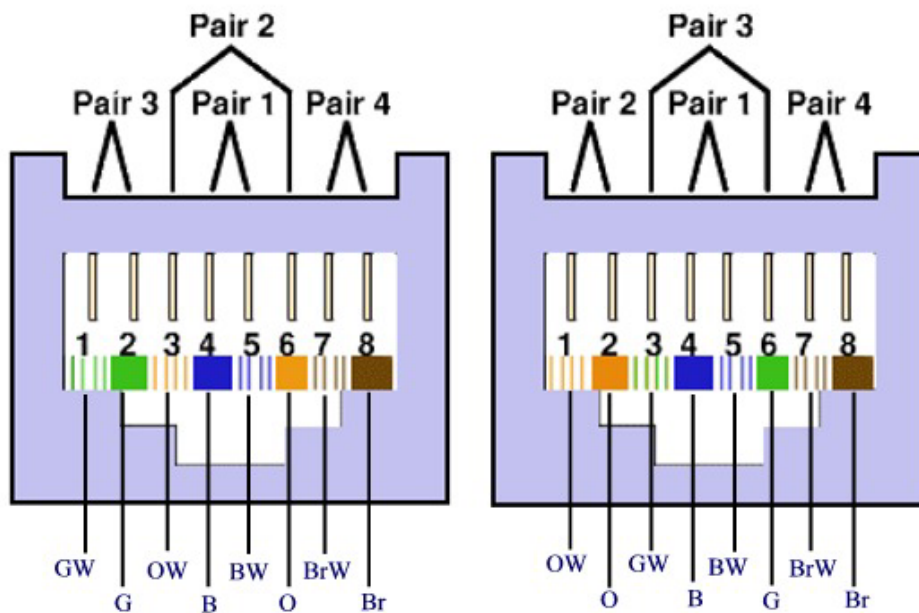 Pair 2
Pair 3 Pair 1 Pair 4
1 2 3 4 5 6 7 8
GW OW BW BrW
G B O Br
Pair 3
Pair 2 Pair 1 Pair 4
1 2 3 4 5 6 7 8
OW GW BW BrW
O B G Br